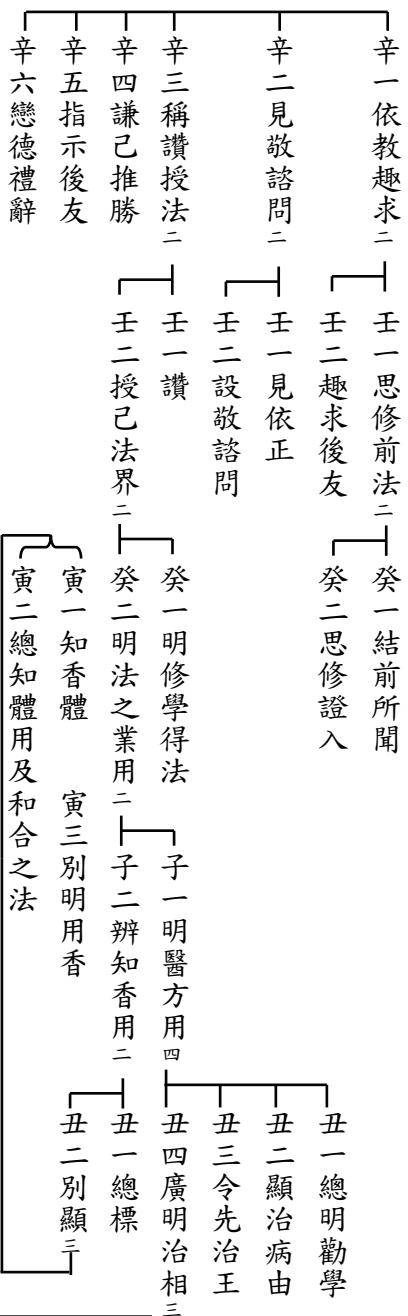 辛一依教趣求二
辛二見敬諮問二
辛三稱讚授法二
辛四謙己推勝
辛五指示後友
辛六戀德禮辭
壬一思修前法二
壬二趣求後友
壬一見依正
壬二設敬諮問
壬一讚
壬二授己法界二
癸一結前所聞
癸二思修證入
癸一明修學得法
癸二明法之業用二
子一明醫方用四
子二辨知香用二
丑一總明勸學
丑二顯治病由
丑三令先治王
丑四廣明治相三
丑一總標
丑二別顯三
寅一知香體
寅二總知體用及和合之法
寅三別明用香